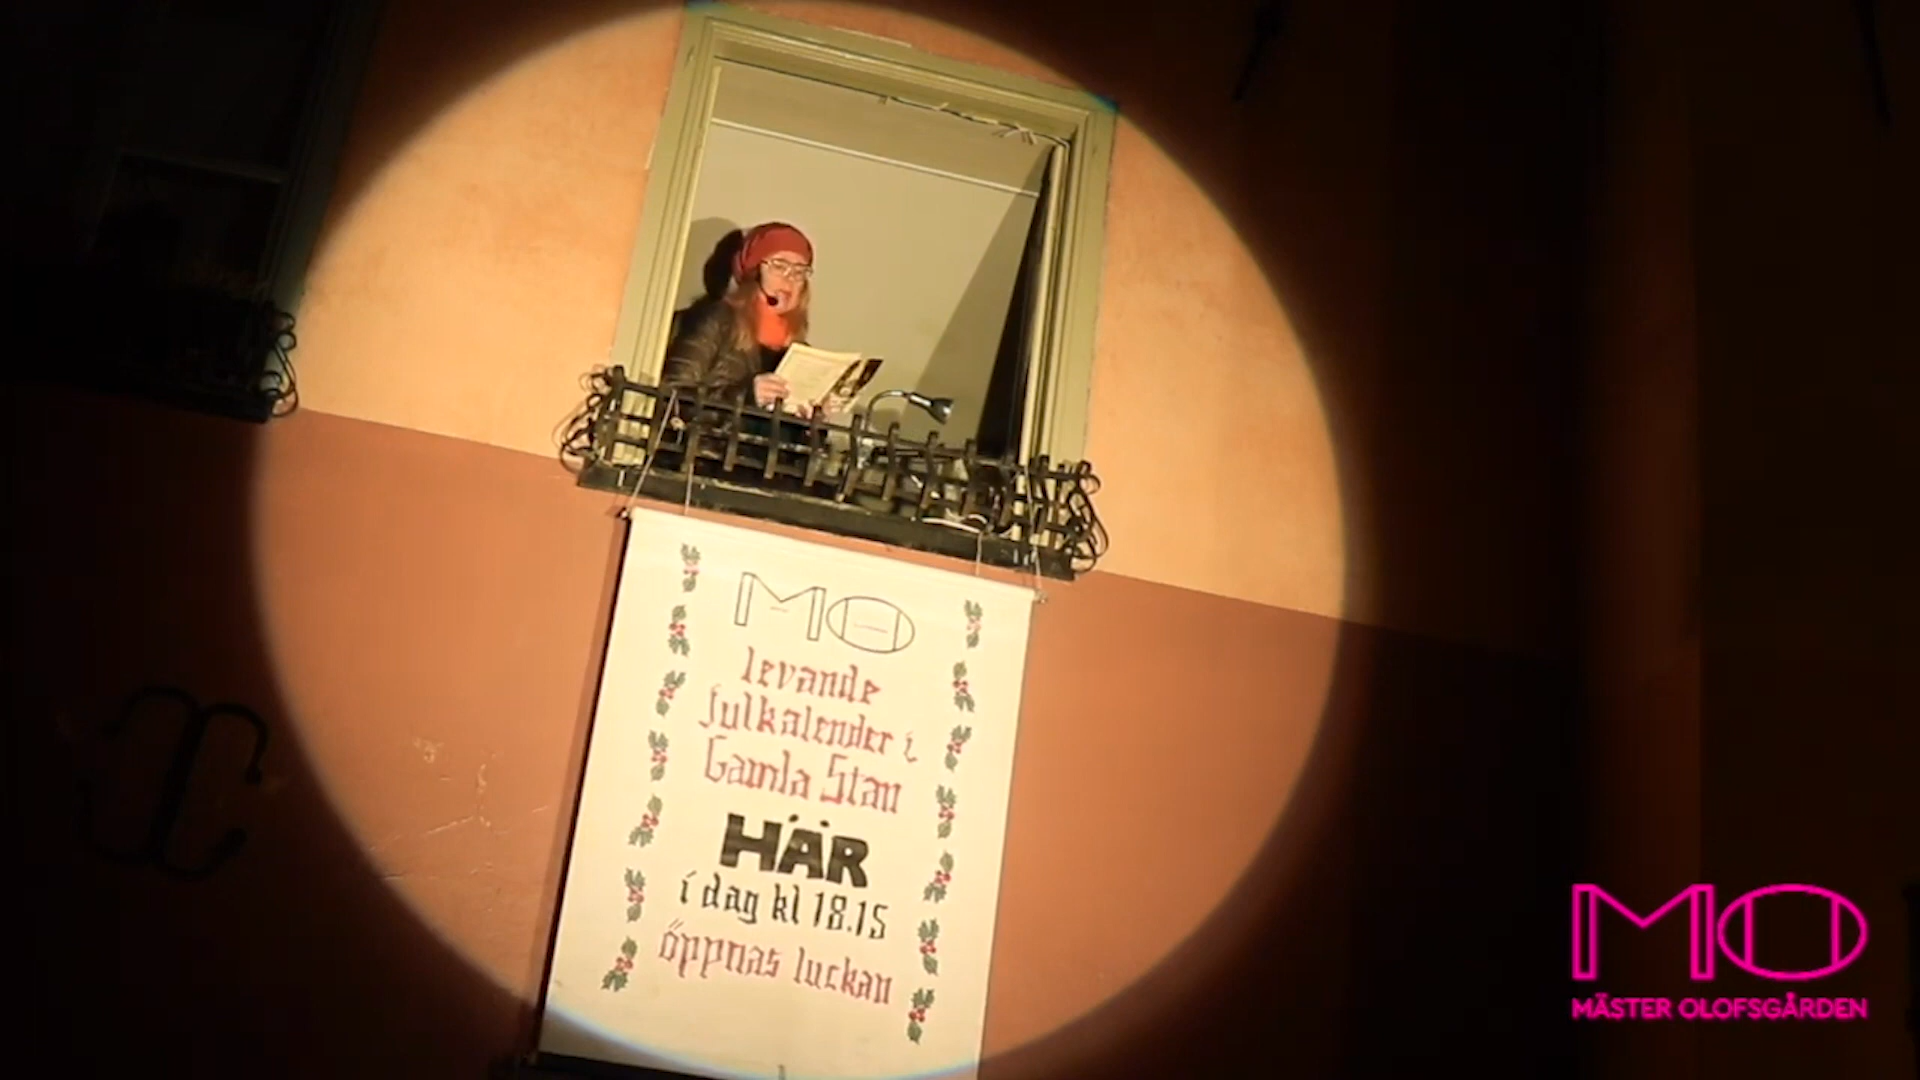 MO
levande
julkalender i
Gamla Stan
HÄR
i dag kl 18.15
öppnas luckan
MO
MÄSTER OLOFSGÅRDEN